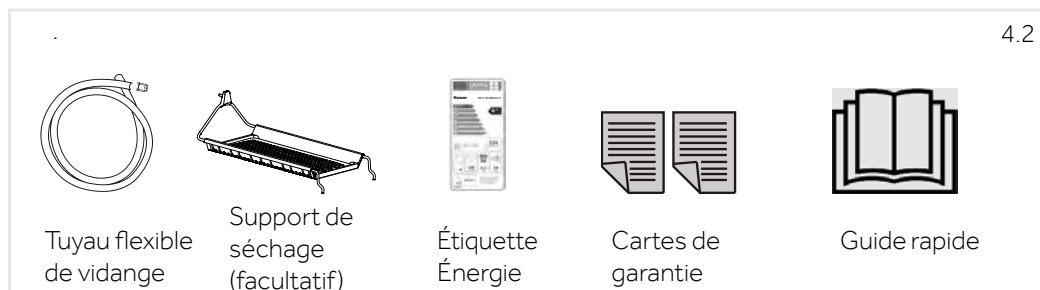 4.2
Tuyau flexible
de vidange
Support de
séchage
(facultatif)
Étiquette
Énergie
Cartes de
garantie
Guide rapide